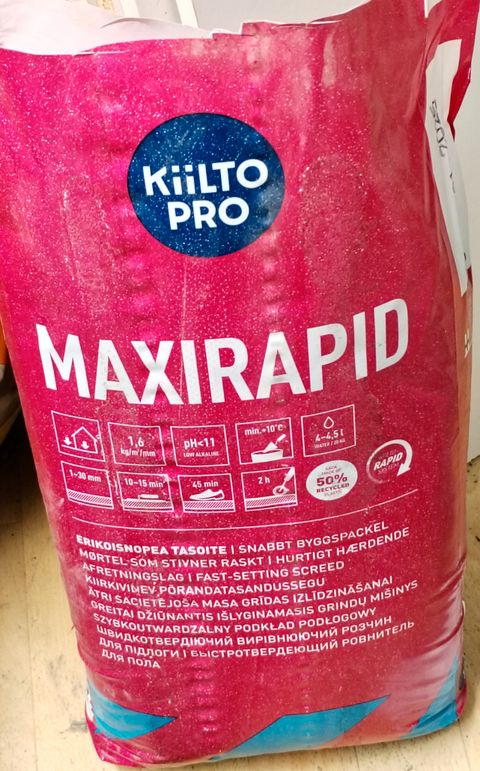 KiiLTO
PRO
MAXIRAPID
1,6
kg/m²/mm
pH<11
LOW ALKALINE
min.+10°C
4-4,5 L
WATER / 20 KG
1-30 mm
10-15 min
45 min
2 h
50%
RECYCLED
PLASTIC
RAPID
ERIKOISNOPEA TASOITE | SNABBT BYGGSPACKEL
MØRTEL SOM STIVNER RASKT | HURTIGT HÆRDENDE
AFRETNINGSLAG | FAST-SETTING SCREED
KIIRKIVINEV PÕRANDATASANDUSSEGU
ĀTRI SACIETĒJOŠA MASA GRĪDAS IZLĪDZINĀŠANAI
GREITAI DŽIŪNANTIS IŠLYGINAMASIS GRINDŲ MIŠINYS
SZYBKOUTWARDZALNY PODKŁAD PODŁOGOWY
ШВИДКОТВЕРДІЮЧИЙ ВИРІВНЮЮЧИЙ РОЗЧИН
ДЛЯ ПІДЛОГИ | БЫСТРОТВЕРДЕЮЩИЙ РОВНИТЕЛЬ
ДЛЯ ПОЛА